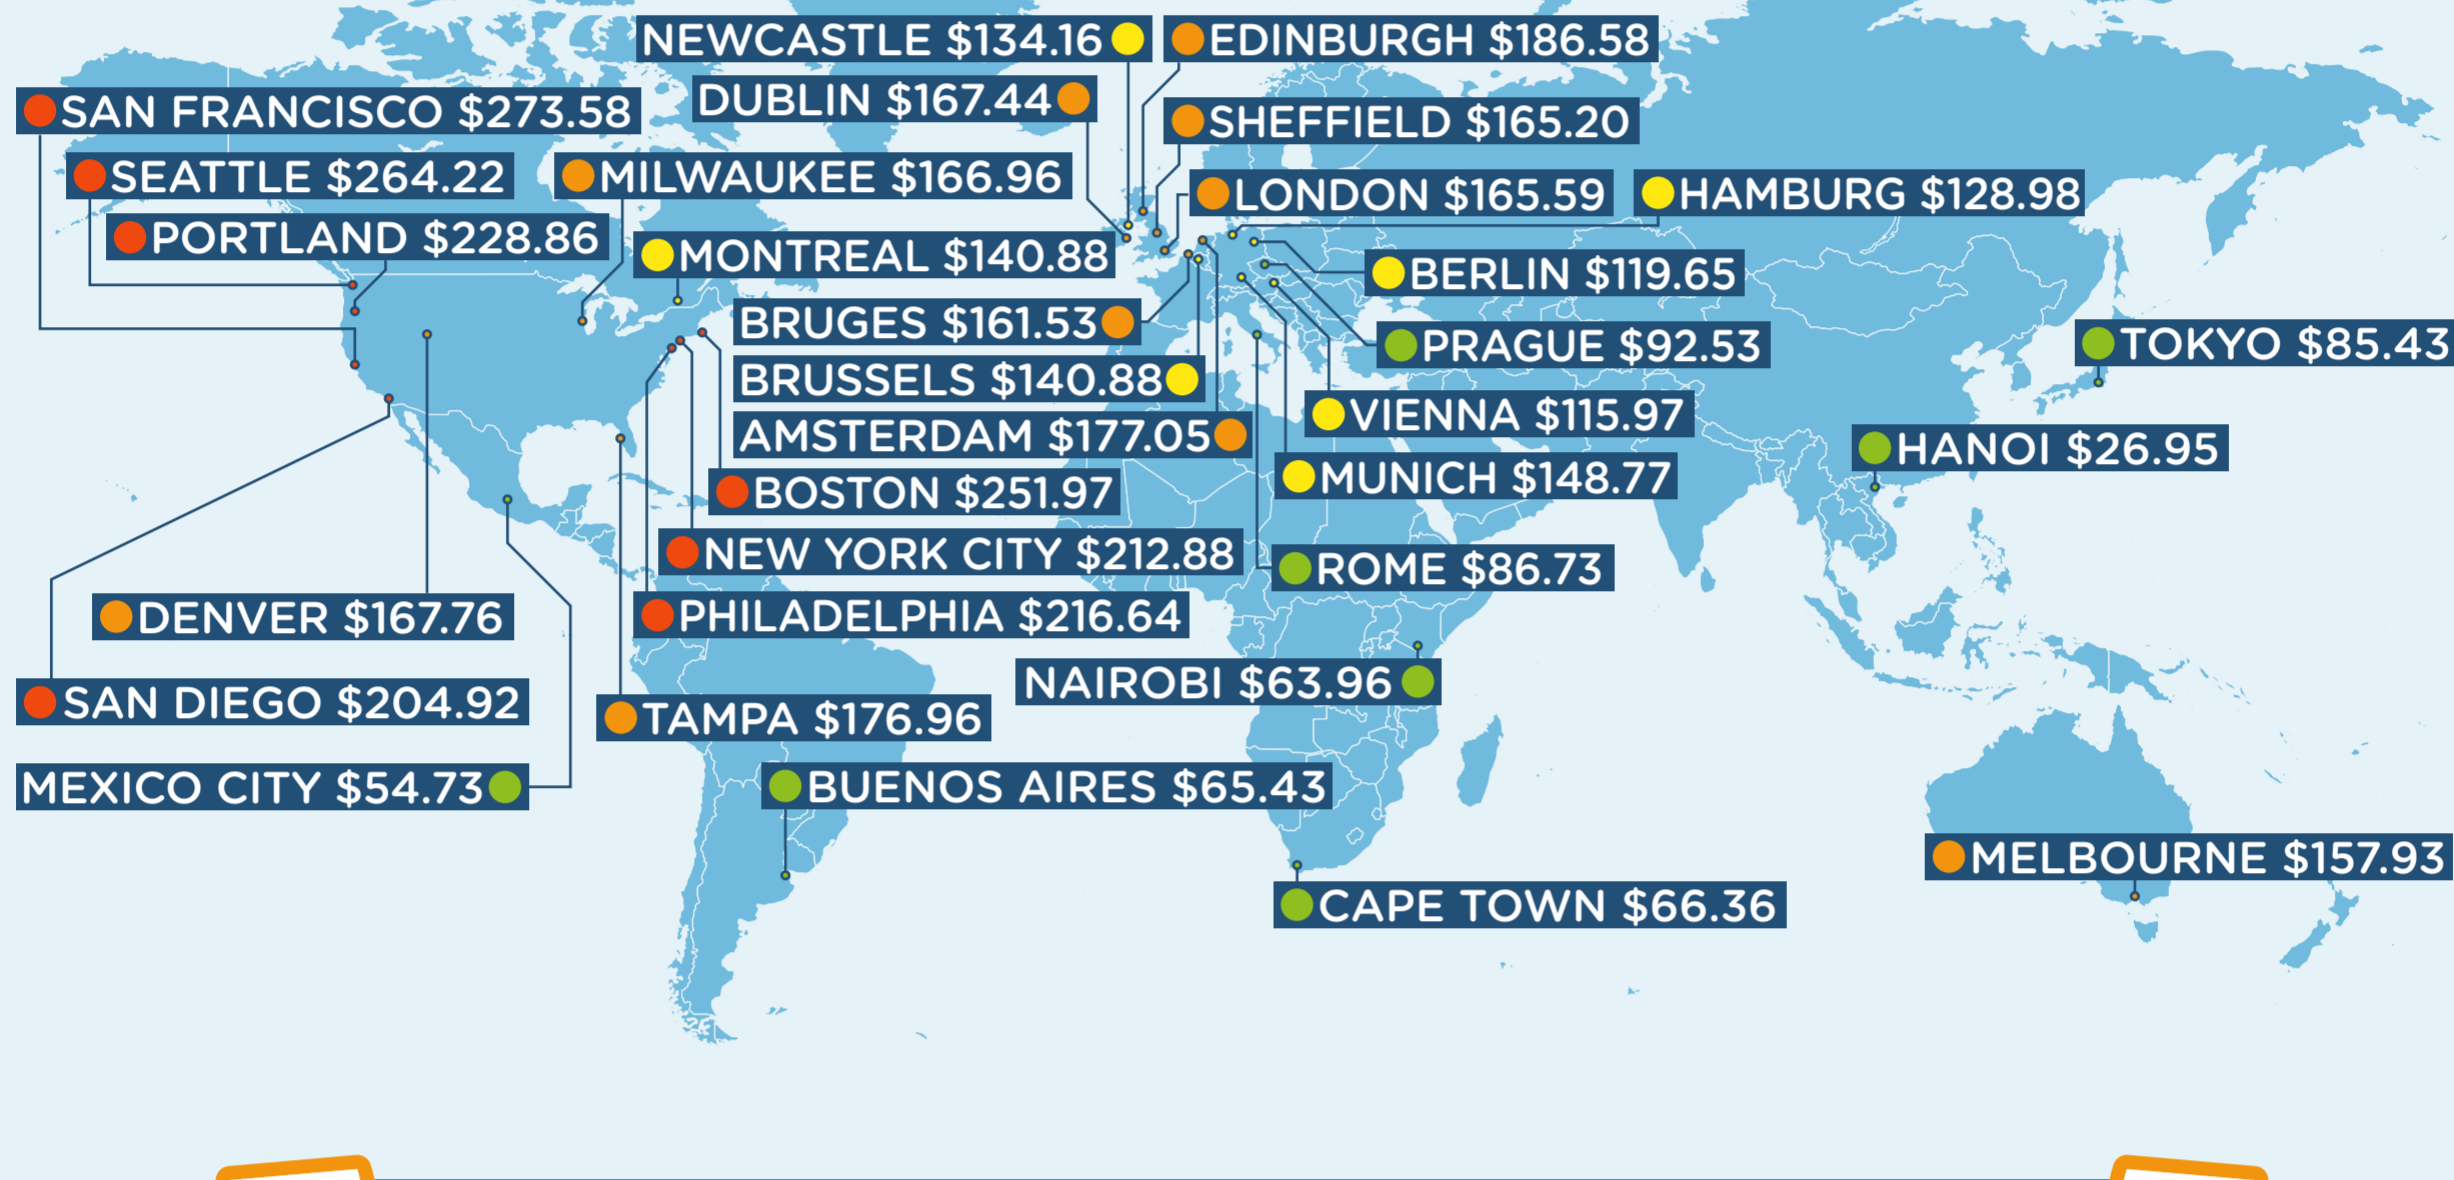 NEWCASTLE $134.16
EDINBURGH $186.58
DUBLIN $167.44
SAN FRANCISCO $273.58
SHEFFIELD $165.20
SEATTLE $264.22
MILWAUKEE $166.96
LONDON $165.59
HAMBURG $128.98
PORTLAND $228.86
MONTREAL $140.88
BERLIN $119.65
BRUGES $161.53
PRAGUE $92.53
TOKYO $85.43
BRUSSELS $140.88
VIENNA $115.97
AMSTERDAM $177.05
HANOI $26.95
MUNICH $148.77
BOSTON $251.97
NEW YORK CITY $212.88
ROME $86.73
DENVER $167.76
PHILADELPHIA $216.64
NAIROBI $63.96
SAN DIEGO $204.92
TAMPA $176.96
MEXICO CITY $54.73
BUENOS AIRES $65.43
MELBOURNE $157.93
CAPE TOWN $66.36